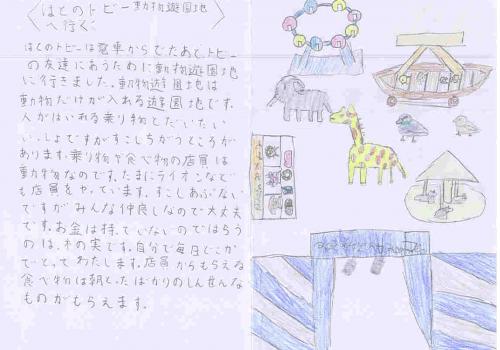 はとのトビー動物遊園地
へ行く
はとのトビーは電車からでたあと、トビー
の友達にあうために動物遊園地
に行きました。動物遊園地は
動物だけが入れる遊園地です。
人がはいれる乗り物とだいたい
いっしょですがすこしちがうところが
あります。乗り物や食べ物の店員は
動物なのです。たまにライオンなど
も店員をやっています。すこしあぶない
ですがみんな仲良しなので大丈夫
です。お金は持っていないのではらう
のは、木の実です。自分で毎日どこか
でとってわたします。店員からもらえる
食べ物は朝とったばかりのしんせんな
ものがもらえます。